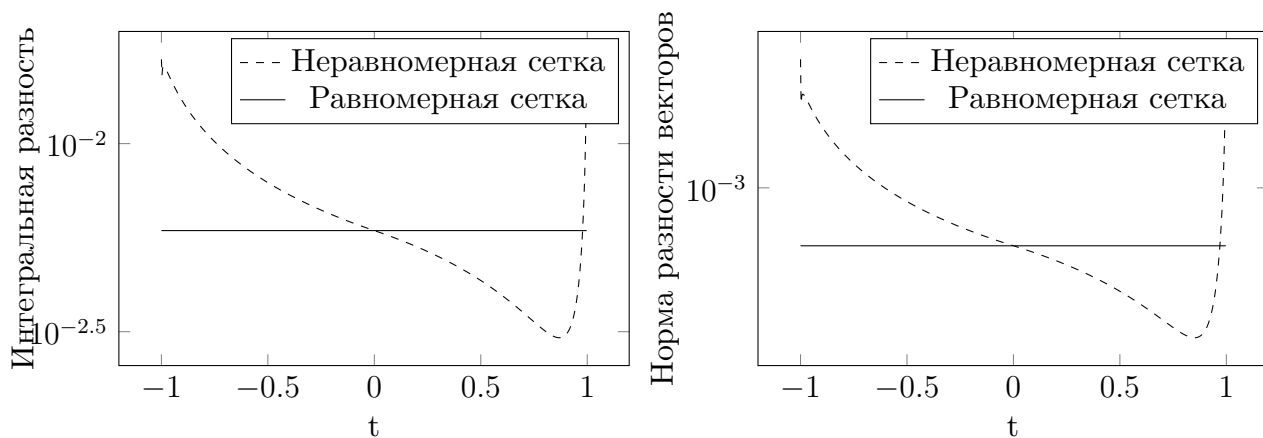 Интегральная разность
10^{-2}
10^{-2.5}
Неравномерная сетка
Равномерная сетка
−1 −0.5 0 0.5 1
t
Норма разности векторов
10^{-3}
Неравномерная сетка
Равномерная сетка
−1 −0.5 0 0.5 1
t